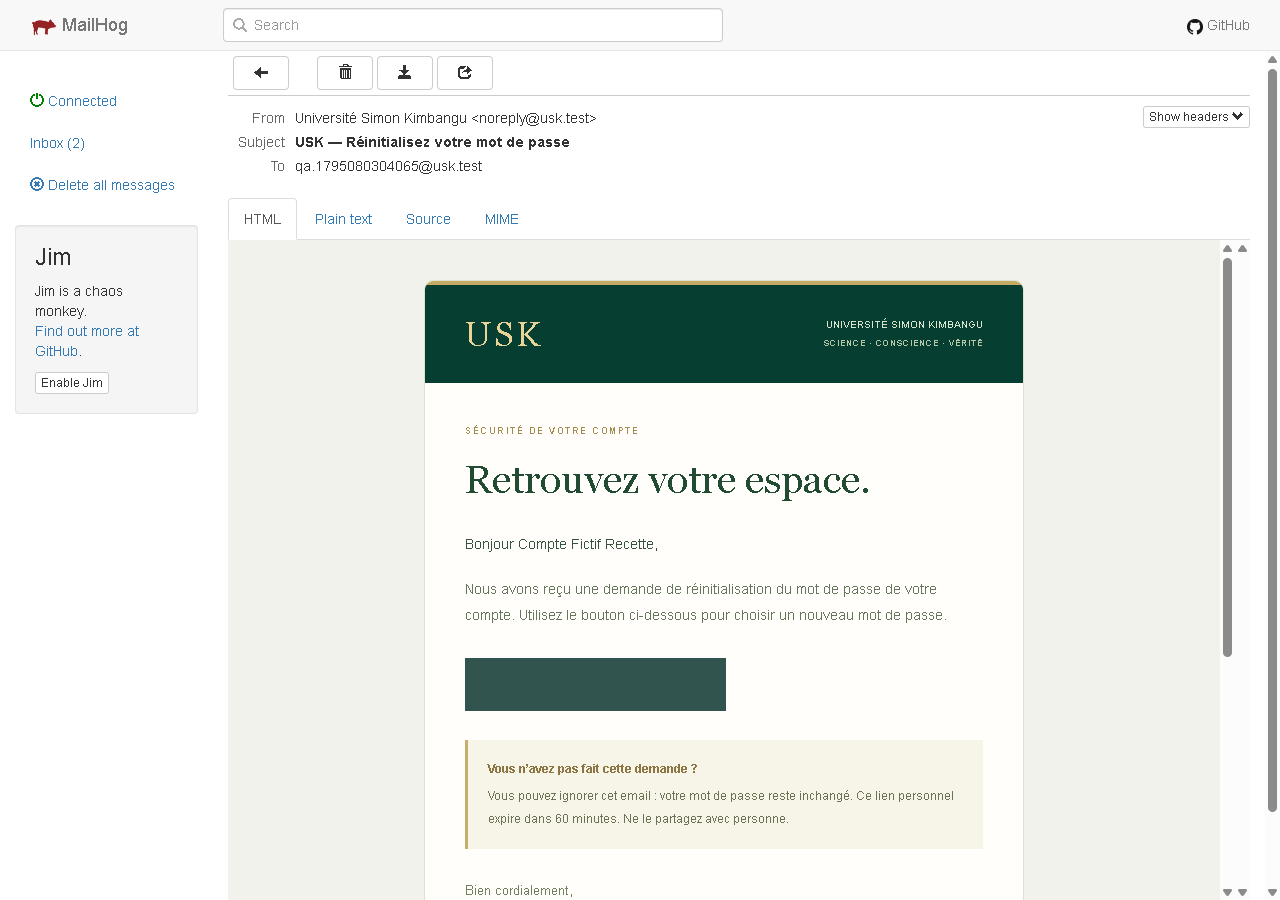 MailHog
Search
GitHub
Connected
Inbox (2)
Delete all messages
Jim
Jim is a chaos
monkey.
Find out more at
GitHub.
Enable Jim
From Université Simon Kimbangu <noreply@usk.test>
Show headers
Subject USK — Réinitialisez votre mot de passe
To qa.1795080304065@usk.test
HTML Plain text Source MIME
USK
UNIVERSITÉ SIMON KIMBANGU
SCIENCE · CONSCIENCE · VÉRITÉ
SÉCURITÉ DE VOTRE COMPTE
Retrouvez votre espace.
Bonjour Compte Fictif Recette,
Nous avons reçu une demande de réinitialisation du mot de passe de votre
compte. Utilisez le bouton ci-dessous pour choisir un nouveau mot de passe.
Vous n’avez pas fait cette demande ?
Vous pouvez ignorer cet email : votre mot de passe reste inchangé. Ce lien personnel
expire dans 60 minutes. Ne le partagez avec personne.
Bien cordialement,